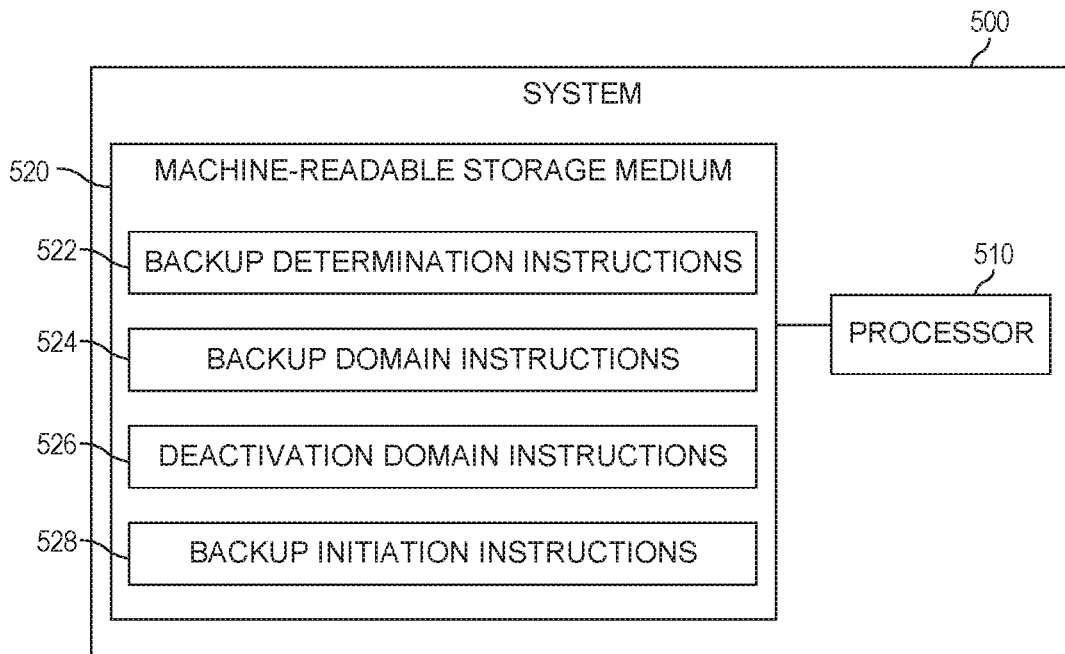 500
SYSTEM
520
MACHINE-READABLE STORAGE MEDIUM
522
BACKUP DETERMINATION INSTRUCTIONS
510
PROCESSOR
524
BACKUP DOMAIN INSTRUCTIONS
526
DEACTIVATION DOMAIN INSTRUCTIONS
528
BACKUP INITIATION INSTRUCTIONS